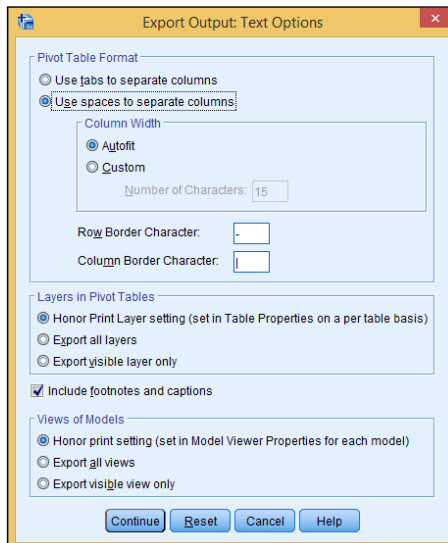 Export Output: Text Options
Pivot Table Format
Use tabs to separate columns
Use spaces to separate columns
Column Width
Autofit
Custom
Number of Characters: 15
Row Border Character: -
Column Border Character: |
Layers in Pivot Tables
Honor Print Layer setting (set in Table Properties on a per table basis)
Export all layers
Export visible layer only
Include footnotes and captions
Views of Models
Honor print setting (set in Model Viewer Properties for each model)
Export all views
Export visible view only
Continue Reset Cancel Help